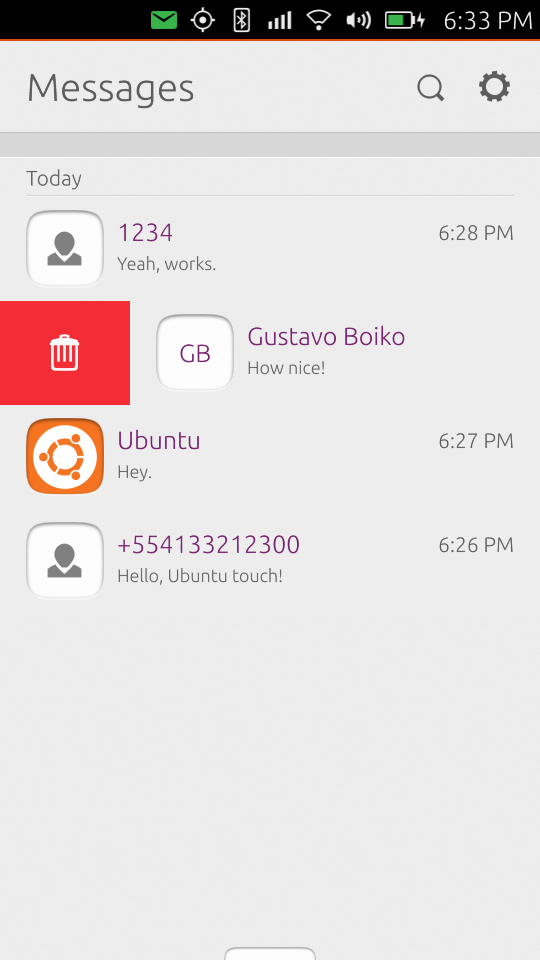 6:33 PM
Messages
Today
1234
6:28 PM
Yeah, works.
GB
Gustavo Boiko
How nice!
Ubuntu
6:27 PM
Hey.
+554133212300
6:26 PM
Hello, Ubuntu touch!